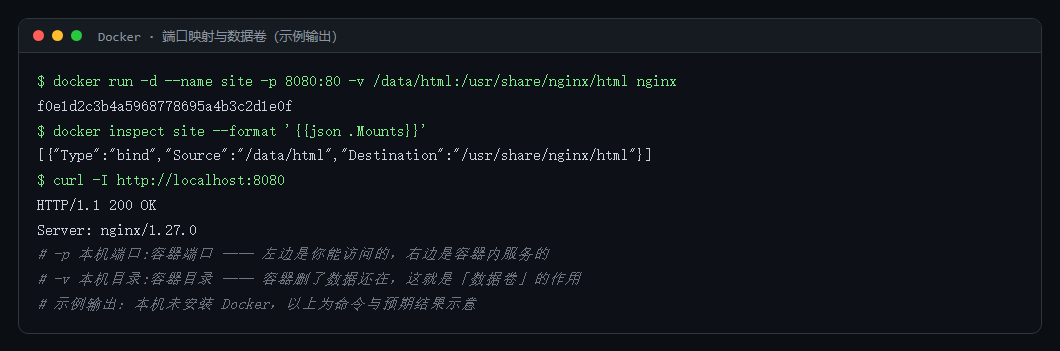 Docker · 端口映射与数据卷（示例输出）
$ docker run -d --name site -p 8080:80 -v /data/html:/usr/share/nginx/html nginx
f0e1d2c3b4a5968778695a4b3c2d1e0f
$ docker inspect site --format '{{json .Mounts}}'
[{"Type":"bind","Source":"/data/html","Destination":"/usr/share/nginx/html"}]
$ curl -I http://localhost:8080
HTTP/1.1 200 OK
Server: nginx/1.27.0
# -p 本机端口:容器端口 —— 左边是你能访问的，右边是容器内服务的
# -v 本机目录:容器目录 —— 容器删了数据还在，这就是「数据卷」的作用
# 示例输出: 本机未安装 Docker，以上为命令与预期结果示意